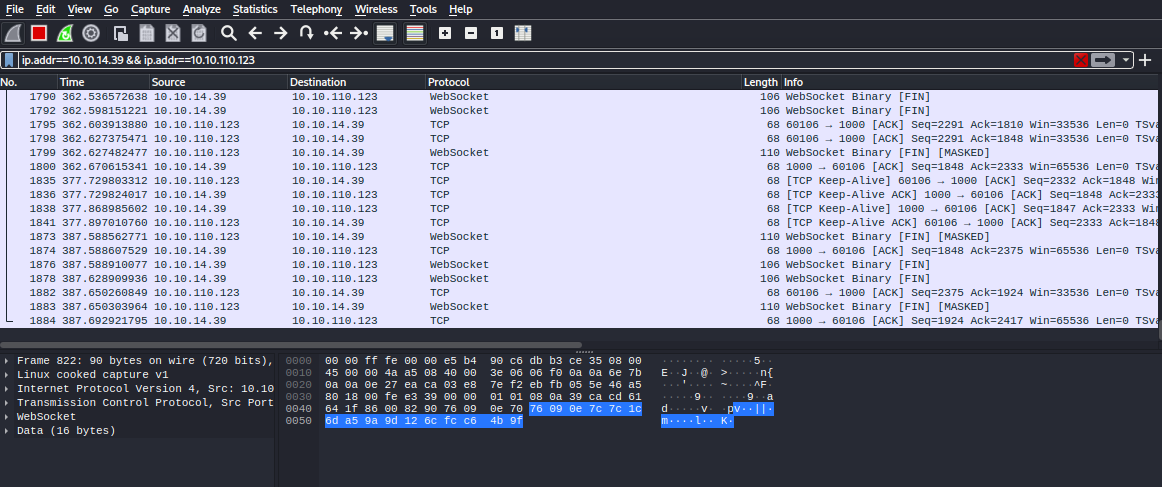 File Edit View Go Capture Analyze Statistics Telephony Wireless Tools Help
ip.addr==10.10.14.39 && ip.addr==10.10.110.123
No. Time Source Destination Protocol Length Info
1790 362.536572638 10.10.14.39 10.10.110.123 WebSocket 106 WebSocket Binary [FIN]
1792 362.598151221 10.10.14.39 10.10.110.123 WebSocket 106 WebSocket Binary [FIN]
1795 362.603913880 10.10.110.123 10.10.14.39 TCP 68 60106 → 1000 [ACK] Seq=2291 Ack=1810 Win=33536 Len=0 TSva
1798 362.627375471 10.10.110.123 10.10.14.39 TCP 68 60106 → 1000 [ACK] Seq=2291 Ack=1848 Win=33536 Len=0 TSva
1799 362.627482477 10.10.110.123 10.10.14.39 WebSocket 110 WebSocket Binary [FIN] [MASKED]
1800 362.670615341 10.10.14.39 10.10.110.123 TCP 68 1000 → 60106 [ACK] Seq=1848 Ack=2333 Win=65536 Len=0 TSva
1835 377.729803312 10.10.110.123 10.10.14.39 TCP 68 [TCP Keep-Alive] 60106 → 1000 [ACK] Seq=2332 Ack=1848 Win
1836 377.729824017 10.10.14.39 10.10.110.123 TCP 68 [TCP Keep-Alive ACK] 1000 → 60106 [ACK] Seq=1848 Ack=2333
1838 377.868985602 10.10.14.39 10.10.110.123 TCP 68 [TCP Keep-Alive] 1000 → 60106 [ACK] Seq=1847 Ack=2333 Win
1841 377.897010760 10.10.110.123 10.10.14.39 TCP 68 [TCP Keep-Alive ACK] 60106 → 1000 [ACK] Seq=2333 Ack=1848
1873 387.588562771 10.10.110.123 10.10.14.39 WebSocket 110 WebSocket Binary [FIN] [MASKED]
1874 387.588607529 10.10.14.39 10.10.110.123 TCP 68 1000 → 60106 [ACK] Seq=1848 Ack=2375 Win=65536 Len=0 TSva
1876 387.588910077 10.10.14.39 10.10.110.123 WebSocket 106 WebSocket Binary [FIN]
1878 387.628909936 10.10.14.39 10.10.110.123 WebSocket 106 WebSocket Binary [FIN]
1882 387.650260849 10.10.110.123 10.10.14.39 TCP 68 60106 → 1000 [ACK] Seq=2375 Ack=1924 Win=33536 Len=0 TSva
1883 387.650303964 10.10.110.123 10.10.14.39 WebSocket 110 WebSocket Binary [FIN] [MASKED]
1884 387.692921795 10.10.14.39 10.10.110.123 TCP 68 1000 → 60106 [ACK] Seq=1924 Ack=2417 Win=65536 Len=0 TSva
Frame 822: 90 bytes on wire (720 bits),
Linux cooked capture v1
Internet Protocol Version 4, Src: 10.10
Transmission Control Protocol, Src Port
WebSocket
Data (16 bytes)
0000 00 00 ff fe 00 00 e5 b4 90 c6 db b3 ce 35 08 00 ········ ·····5··
0010 45 00 00 4a a5 08 40 00 3e 06 06 f0 0a 0a 6e 7b E··J··@· >·····n{
0020 0a 0a 0e 27 ea ca 03 e8 7e f2 eb fb 05 5e 46 a5 ···'···· ~····^F·
0030 80 18 00 fe e3 39 00 00 01 01 08 0a 39 ca cd 61 ·····9·· ····9··a
0040 64 1f 86 00 82 90 76 09 0e 70 76 09 0e 7c 7c 1c d·····v· ·pv··||·
0050 6d a5 9a 9d 12 6c fc c6 4b 9f m····l·· K·